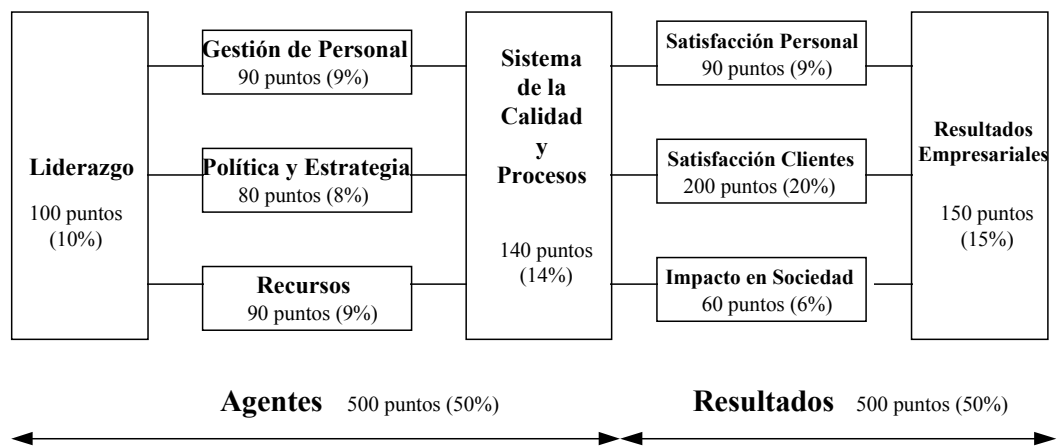 Liderazgo
100 puntos
(10%)
Gestión de Personal
90 puntos (9%)
Política y Estrategia
80 puntos (8%)
Recursos
90 puntos (9%)
Sistema
de la
Calidad
y
Procesos
140 puntos
(14%)
Satisfacción Personal
90 puntos (9%)
Satisfacción Clientes
200 puntos (20%)
Impacto en Sociedad
60 puntos (6%)
Resultados
Empresariales
150 puntos
(15%)
Agentes 500 puntos (50%)
Resultados 500 puntos (50%)